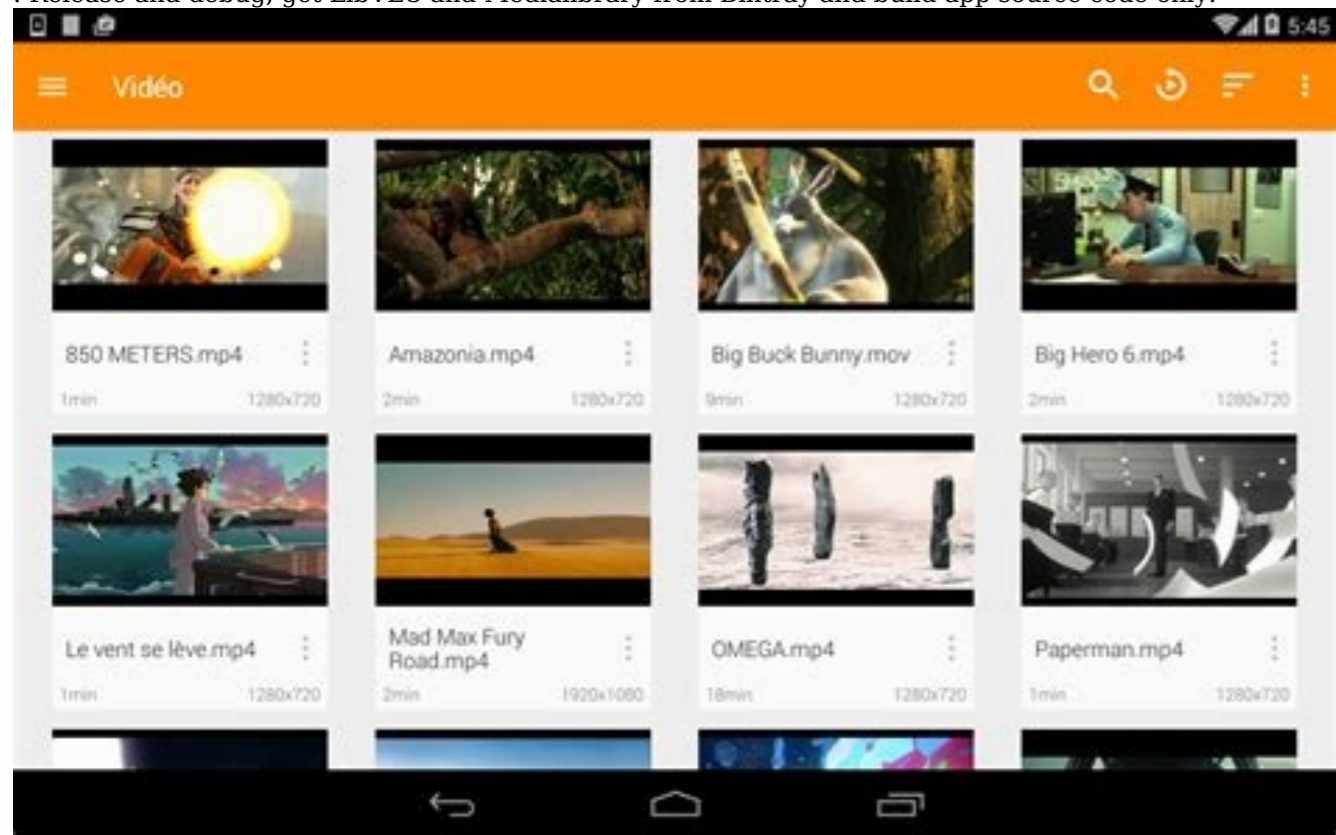 . Release and debug, get LibVLC and Medialibrary from Bintray and build app source code only.
5:45
Vidéo
850 METERS.mp4
Amazonia.mp4
Big Buck Bunny.mov
Big Hero 6.mp4
1min 1280x720
2min 1280x720
9min 1280x720
2min 1280x720
Le vent se lève.mp4
Mad Max Fury
Road.mp4
OMEGA.mp4
Paperman.mp4
1min 1280x720
2min 1920x1080
18min 1280x720
1min 1280x720